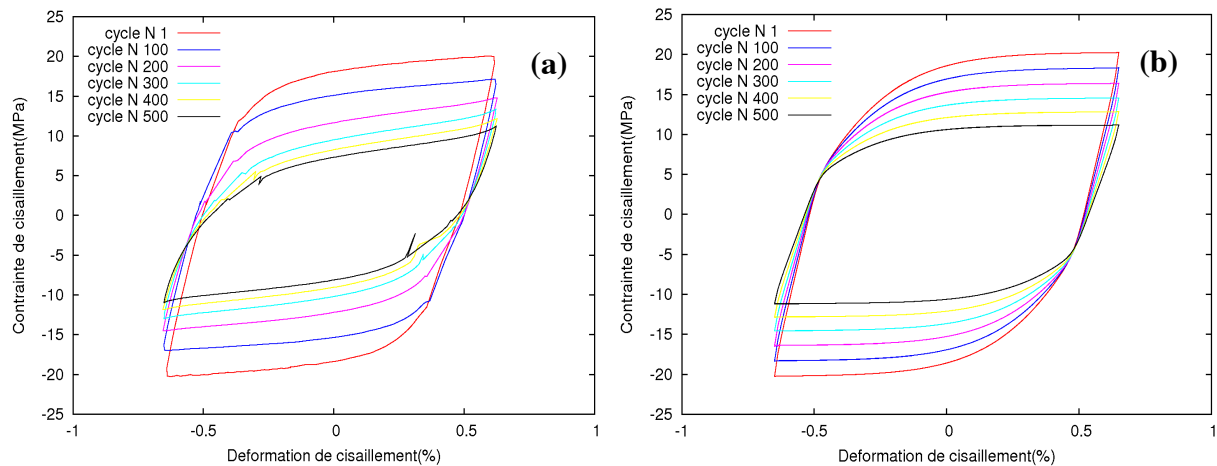 25
20
15
10
5
0
-5
-10
-15
-20
-25
-1
-0.5
0
0.5
1
Contrainte de cisaillement(MPa)
Deformation de cisaillement(%)
cycle N 1
cycle N 100
cycle N 200
cycle N 300
cycle N 400
cycle N 500
(a)
25
20
15
10
5
0
-5
-10
-15
-20
-25
-1
-0.5
0
0.5
1
Contrainte de cisaillement(MPa)
Deformation de cisaillement(%)
cycle N 1
cycle N 100
cycle N 200
cycle N 300
cycle N 400
cycle N 500
(b)